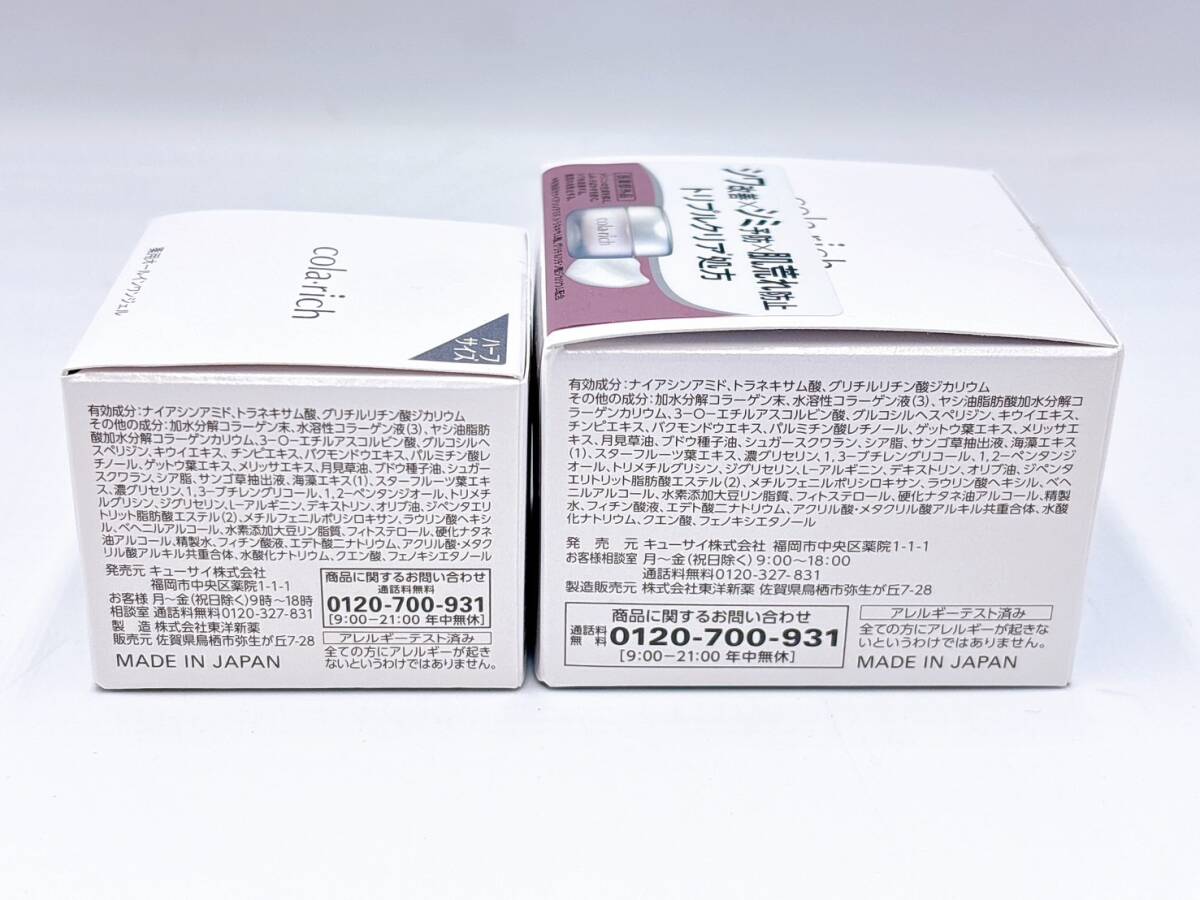 cola·rich
薬用オールインワンジェル
ハーフ
サイズ
有効成分:ナイアシンアミド、トラネキサム酸、グリチルリチン酸ジカリウム
その他の成分:加水分解コラーゲン末、水溶性コラーゲン液(3)、ヤシ油脂肪
酸加水分解コラーゲンカリウム、3-O-エチルアスコルビン酸、グルコシルヘ
スペリジン、キウイエキス、チンピエキス、バクモンドウエキス、パルミチン酸レ
チノール、ゲットウ葉エキス、メリッサエキス、月見草油、ブドウ種子油、シュガー
スクワラン、シア脂、サンゴ草抽出液、海藻エキス(1)、スターフルーツ葉エキ
ス、濃グリセリン、1,3-ブチレングリコール、1,2-ペンタンジオール、トリメチ
ルグリシン、ジグリセリン、L-アルギニン、デキストリン、オリブ油、ジペンタエリ
トリット脂肪酸エステル(2)、メチルフェニルポリシロキサン、ラウリン酸ヘキシ
ル、ベヘニルアルコール、水素添加大豆リン脂質、フィトステロール、硬化ナタネ
油アルコール、精製水、フィチン酸液、エデト酸二ナトリウム、アクリル酸・メタク
リル酸アルキル共重合体、水酸化ナトリウム、クエン酸、フェノキシエタノール
発売元 キューサイ株式会社
福岡市中央区薬院1-1-1
お客様 月〜金(祝日除く)9時〜18時
相談室 通話料無料0120-327-831
製造 株式会社東洋新薬
販売元 佐賀県鳥栖市弥生が丘7-28
MADE IN JAPAN
商品に関するお問い合わせ
通話料無料
0120-700-931
[9:00-21:00 年中無休]
アレルギーテスト済み
全ての方にアレルギーが起き
ないというわけではありません。
医薬部外品
cola·rich
シワ改善×シミ予防×肌荒れ防止
トリプルクリア処方
cola·rich
有効成分:ナイアシンアミド、トラネキサム酸、グリチルリチン酸ジカリウム
その他の成分:加水分解コラーゲン末、水溶性コラーゲン液(3)、ヤシ油脂肪酸加水分解コ
ラーゲンカリウム、3-O-エチルアスコルビン酸、グルコシルヘスペリジン、キウイエキス、
チンピエキス、バクモンドウエキス、パルミチン酸レチノール、ゲットウ葉エキス、メリッサエ
キス、月見草油、ブドウ種子油、シュガースクワラン、シア脂、サンゴ草抽出液、海藻エキス
(1)、スターフルーツ葉エキス、濃グリセリン、1,3-ブチレングリコール、1,2-ペンタンジ
オール、トリメチルグリシン、ジグリセリン、L-アルギニン、デキストリン、オリブ油、ジペンタ
エリトリット脂肪酸エステル(2)、メチルフェニルポリシロキサン、ラウリン酸ヘキシル、ベヘ
ニルアルコール、水素添加大豆リン脂質、フィトステロール、硬化ナタネ油アルコール、精製
水、フィチン酸液、エデト酸二ナトリウム、アクリル酸・メタクリル酸アルキル共重合体、水酸
化ナトリウム、クエン酸、フェノキシエタノール
発売元 キューサイ株式会社 福岡市中央区薬院1-1-1
お客様相談室 月〜金(祝日除く)9:00〜18:00
通話料無料0120-327-831
製造販売元 株式会社東洋新薬 佐賀県鳥栖市弥生が丘7-28
商品に関するお問い合わせ
通話料無料 0120-700-931
[9:00-21:00 年中無休]
アレルギーテスト済み
全ての方にアレルギーが起きな
いというわけではありません。
MADE IN JAPAN